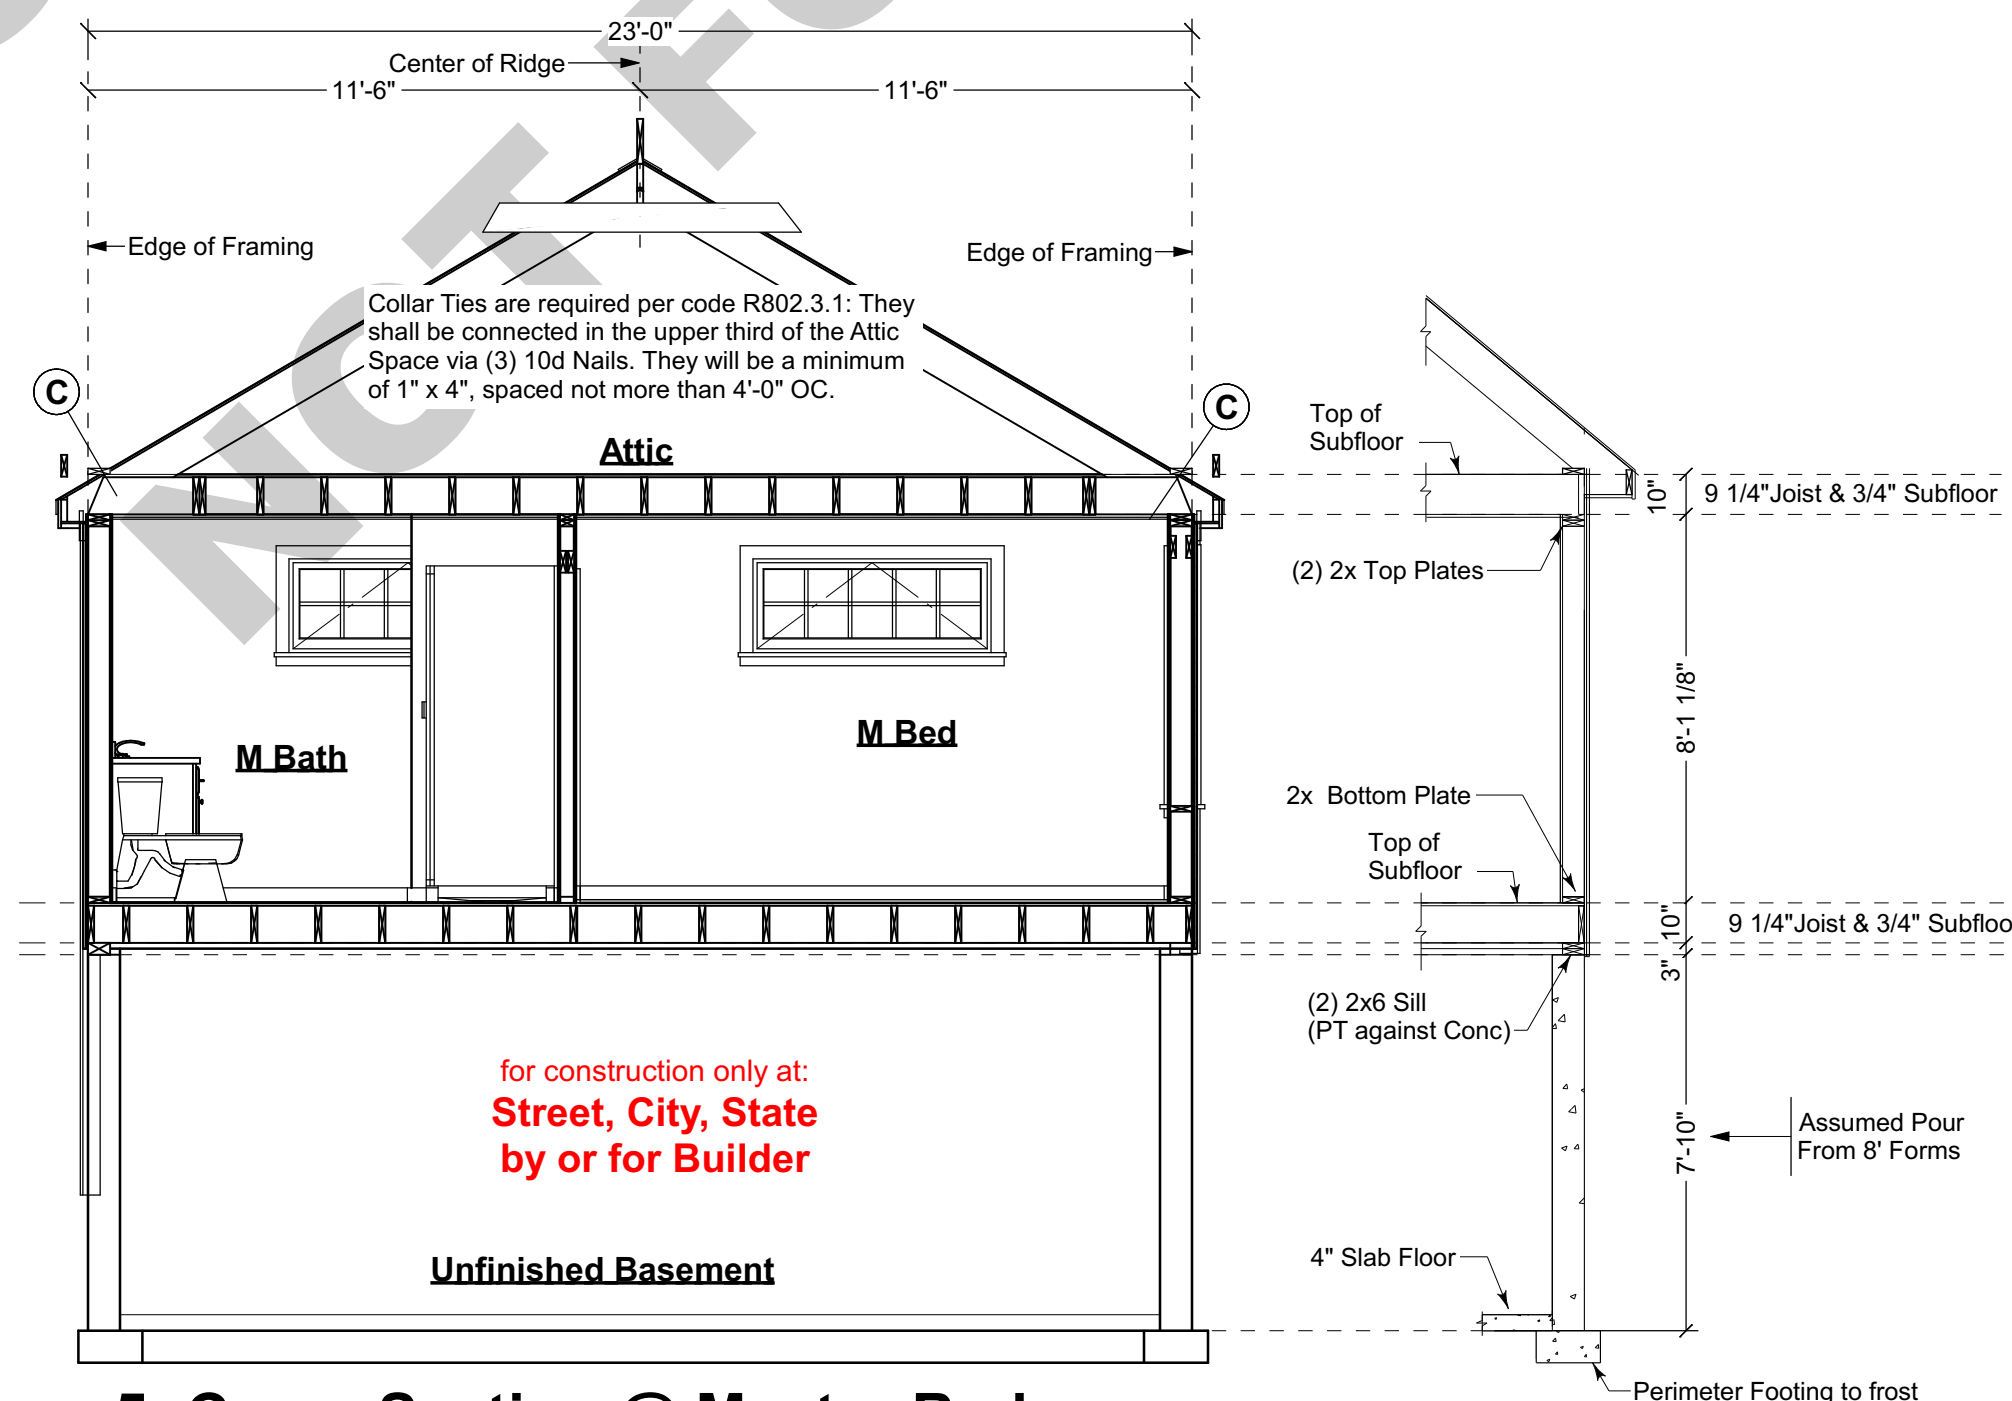 23'-0"
Center of Ridge
11'-6"
11'-6"
Edge of Framing
Edge of Framing
Collar Ties are required per code R802.3.1: They
shall be connected in the upper third of the Attic
Space via (3) 10d Nails. They will be a minimum
of 1" x 4", spaced not more than 4'-0" OC.
C
C
Attic
Top of
Subfloor
10"
9 1/4"Joist & 3/4" Subfloor
(2) 2x Top Plates
8'-1 1/8"
M Bath
M Bed
2x Bottom Plate
Top of
Subfloor
10"
9 1/4"Joist & 3/4" Subfloo
3"
(2) 2x6 Sill
(PT against Conc)
for construction only at:
Street, City, State
by or for Builder
7'-10"
Assumed Pour
From 8' Forms
Unfinished Basement
4" Slab Floor
Perimeter Footing to frost
NOT